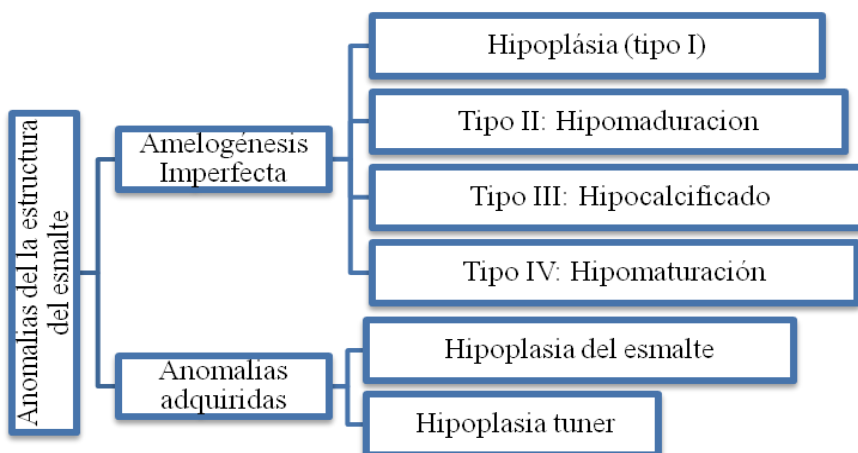 Anomalias del la estructura
del esmalte
Amelogénesis
Imperfecta
Hipoplásia (tipo I)
Tipo II: Hipomaduracion
Tipo III: Hipocalcificado
Tipo IV: Hipomaturación
Anomalias
adquiridas
Hipoplasia del esmalte
Hipoplasia tuner